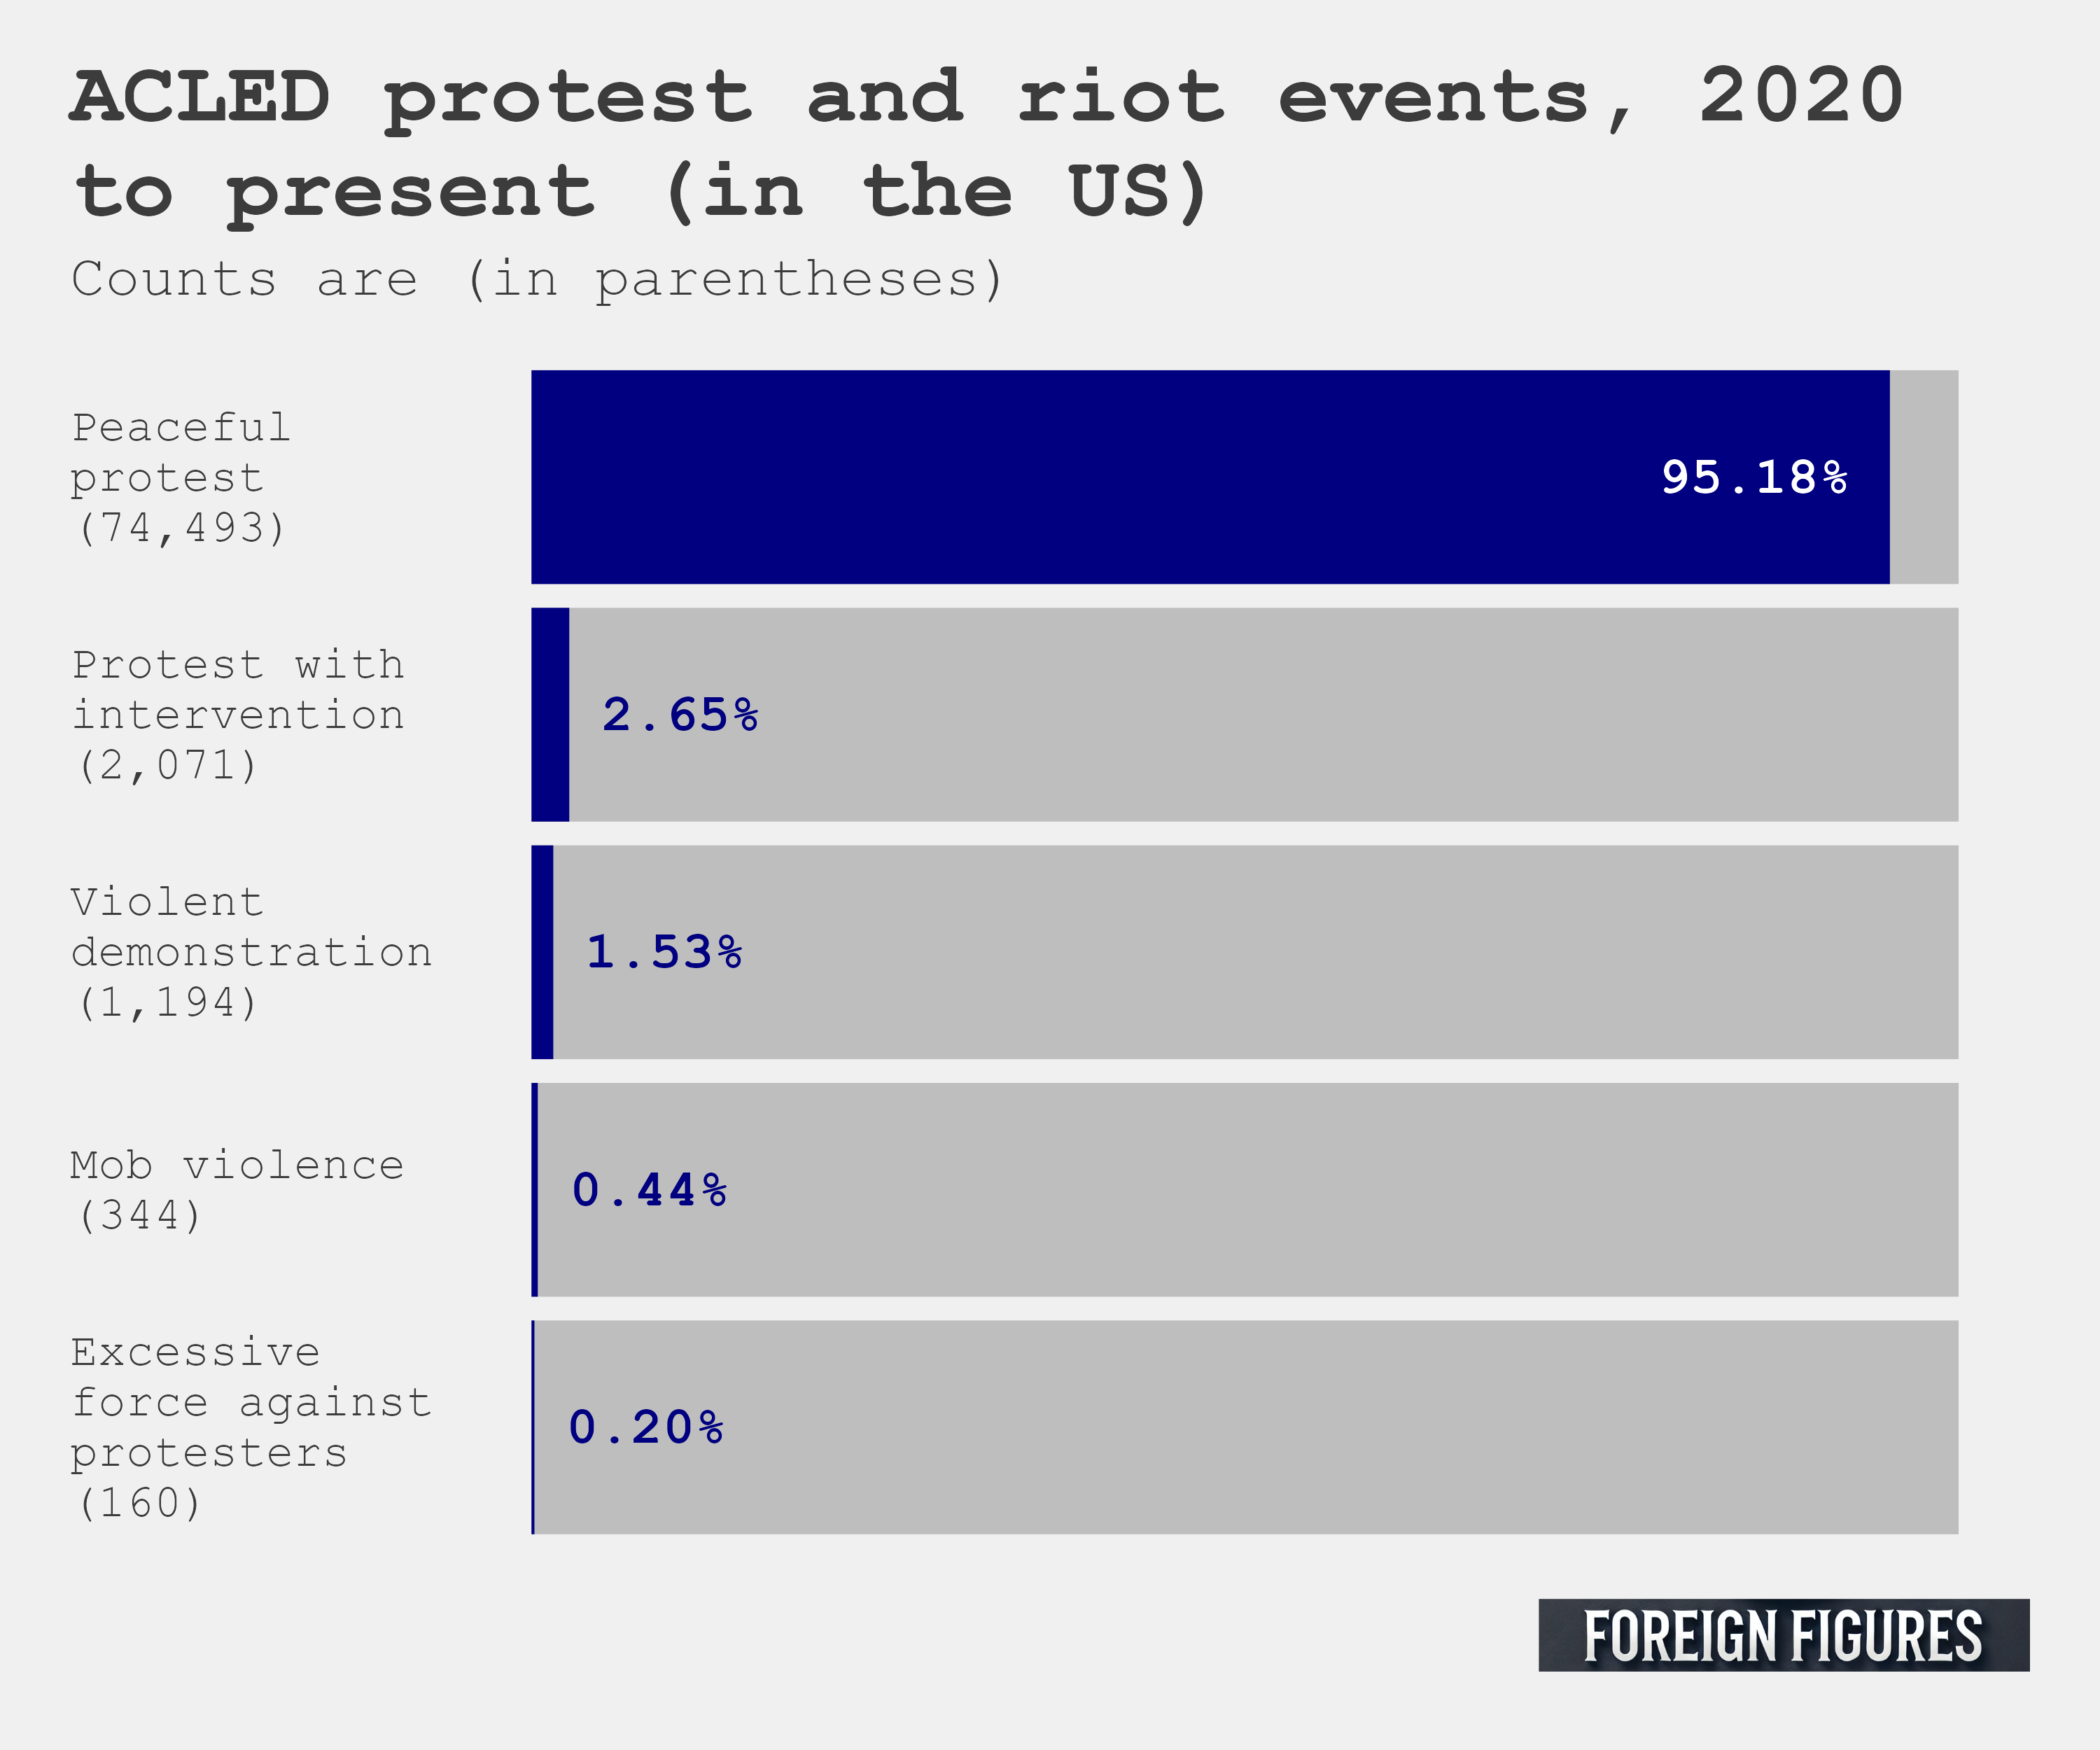 ACLED protest and riot events, 2020
to present (in the US)
Counts are (in parentheses)
Peaceful
protest
(74,493)
95.18%
Protest with
intervention
(2,071)
2.65%
Violent
demonstration
(1,194)
1.53%
Mob violence
(344)
0.44%
Excessive
force against
protesters
(160)
0.20%
FOREIGN FIGURES